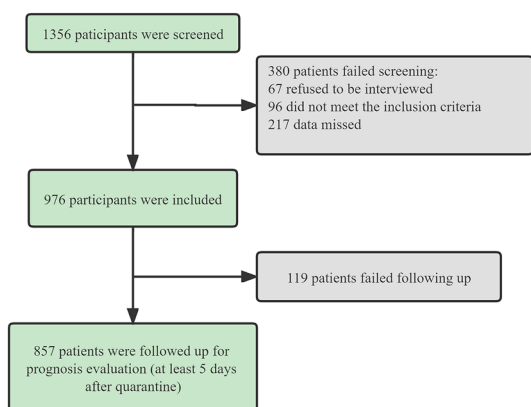 1356 paticipants were screened
380 patients failed screening:
67 refused to be interviewed
96 did not meet the inclusion criteria
217 data missed
976 participants were included
119 patients failed following up
857 patients were followed up for
prognosis evaluation (at least 5 days
after quarantine)